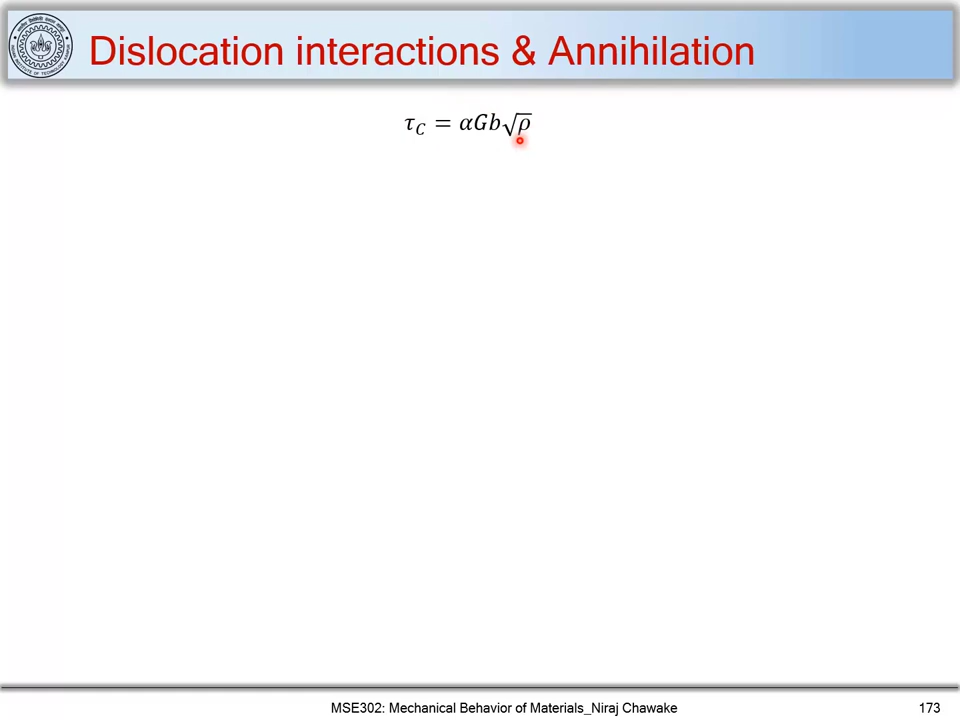 Dislocation interactions & Annihilation
τ_C = αGb√ρ
MSE302: Mechanical Behavior of Materials_Niraj Chawake
173